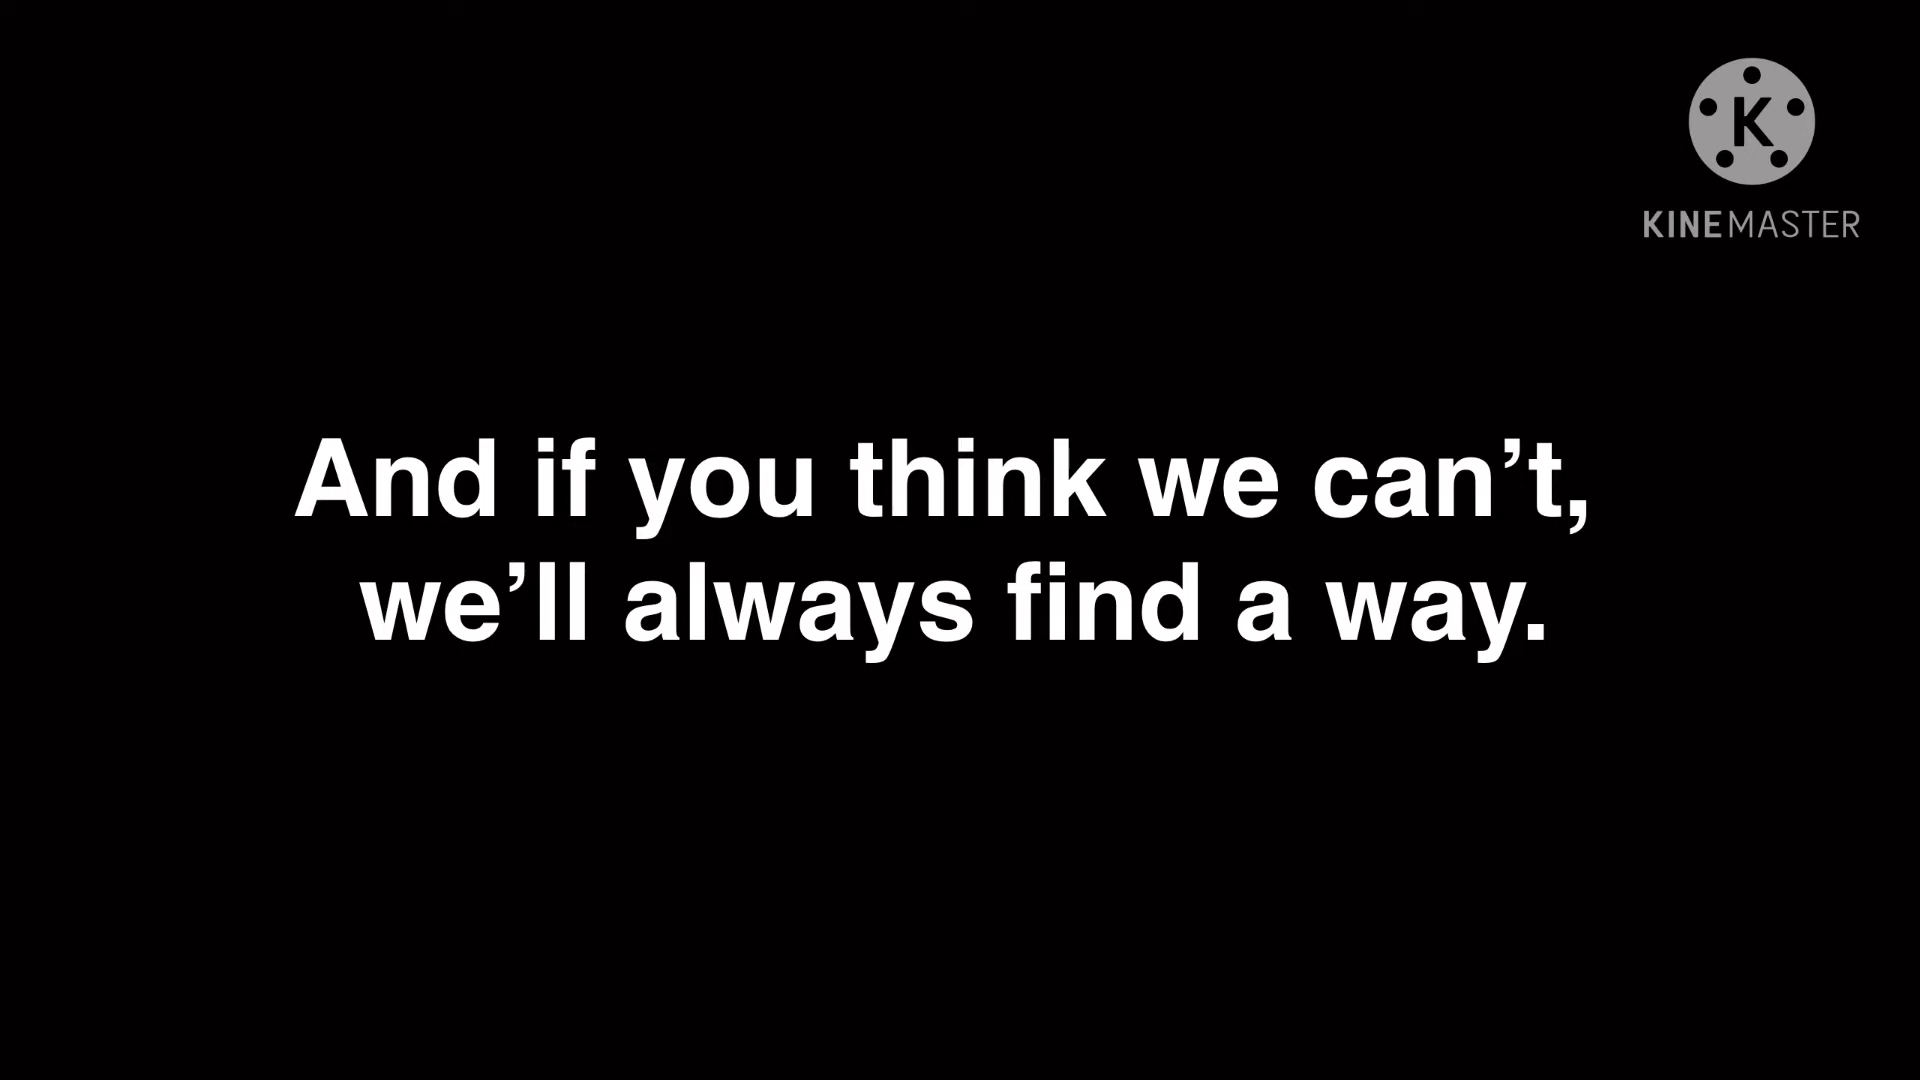 K
KINEMASTER
And if you think we can’t,
we’ll always find a way.